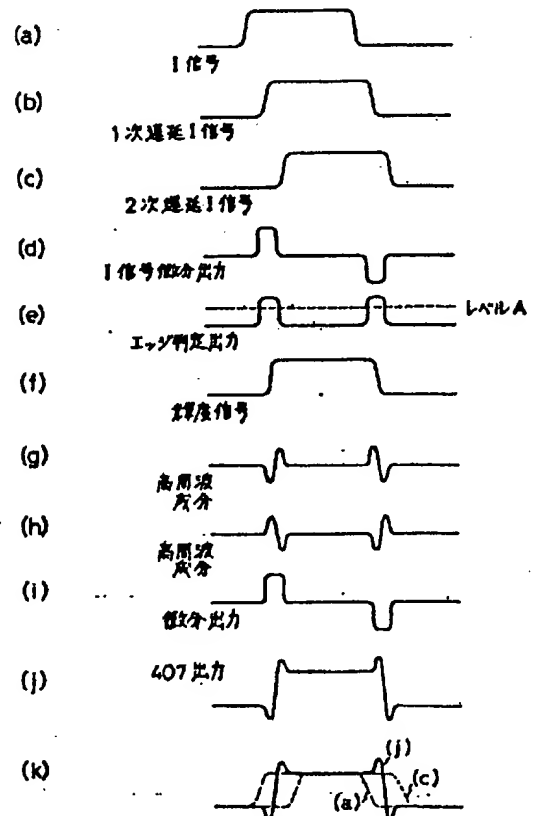 (a)
I信号
(b)
1次遅延I信号
(c)
2次遅延I信号
(d)
I信号微分出力
(e)
レベルA
エッジ判定出力
(f)
輝度信号
(g)
高周波
成分
(h)
高周波
成分
(i)
微分出力
(j)
407出力
(k)
(j)
(a)
(c)